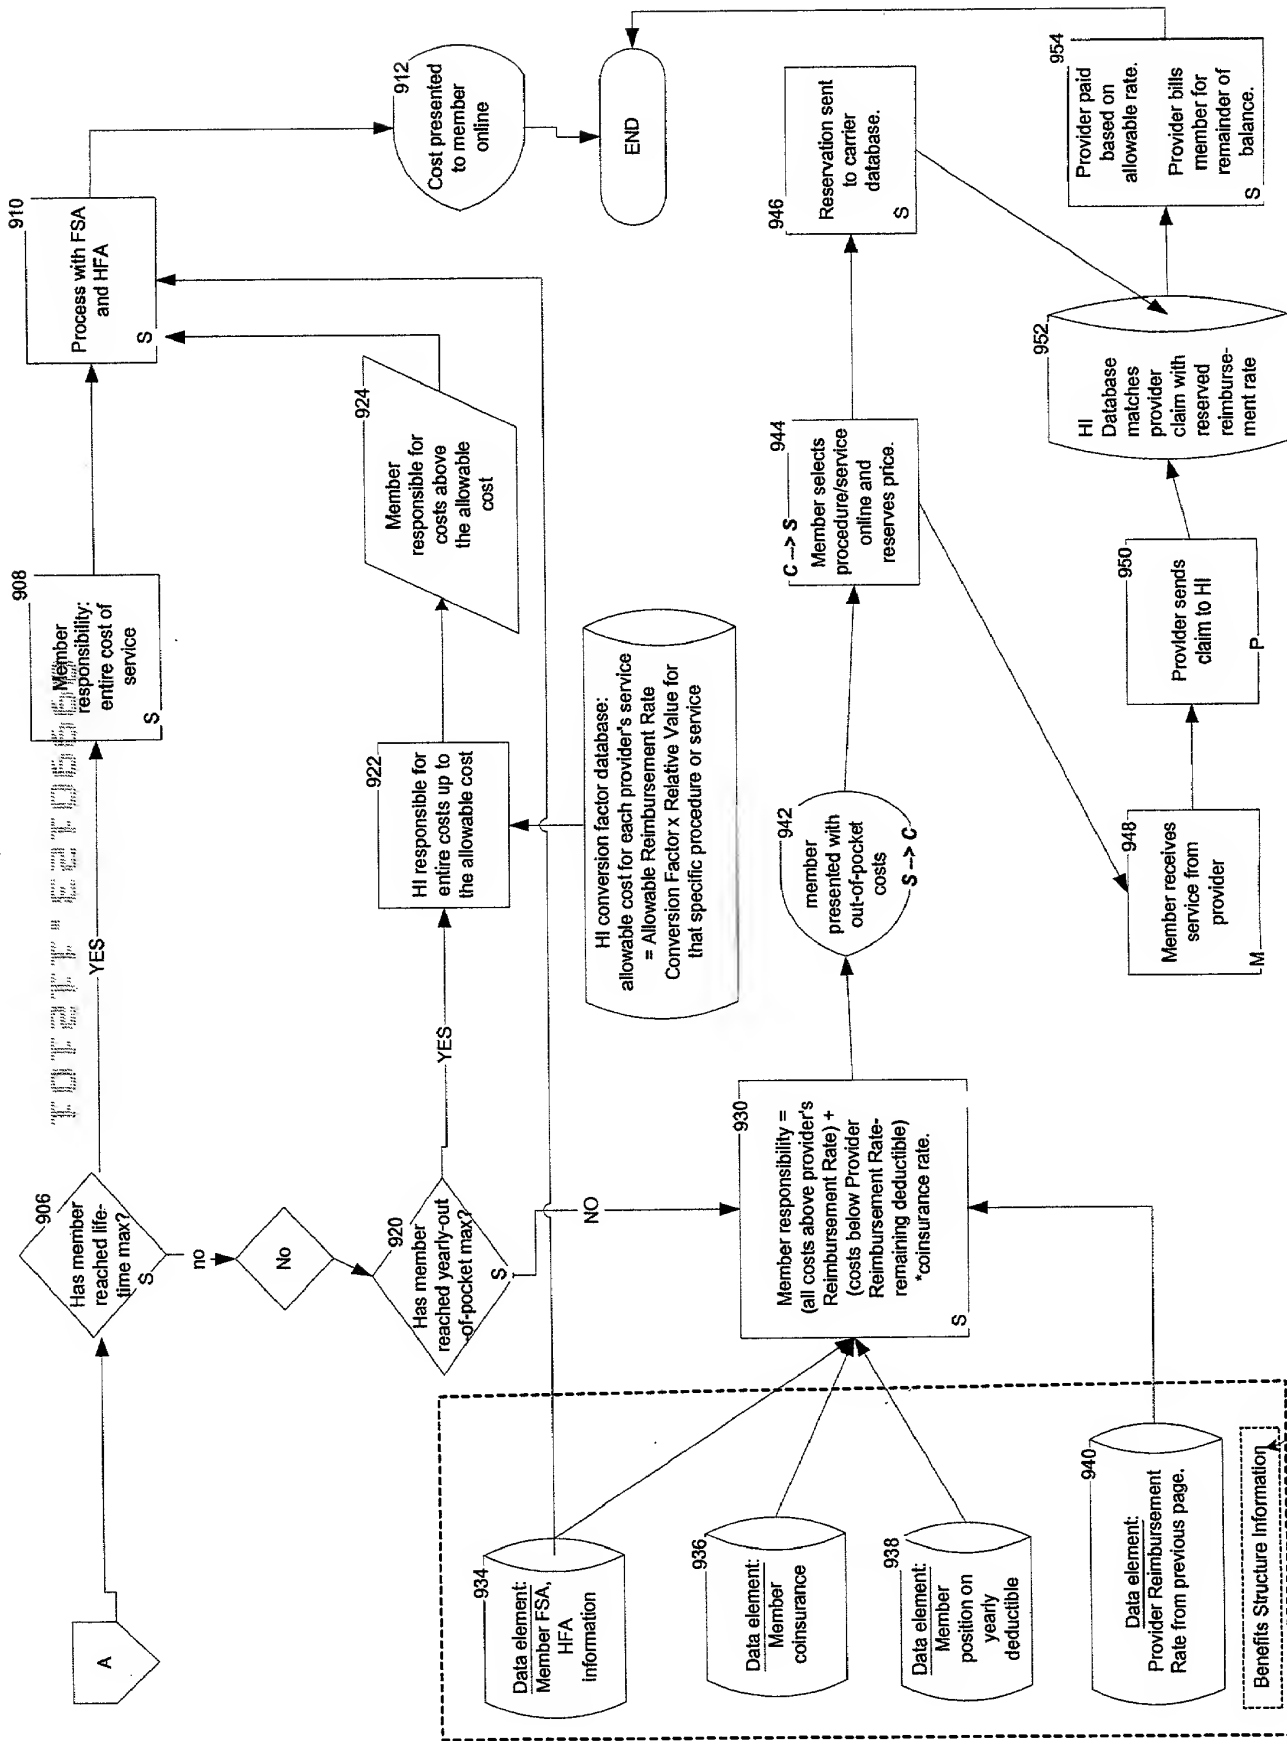 A
906
Has member
reached life-
time max?
S
YES
no
908
Member
responsibility:
entire cost of
service
S
910
Process with FSA
and HFA
S
912
Cost presented
to member
online
END
No
920
Has member
reached yearly-out
-of-pocket max?
S
YES
NO
922
HI responsible for
entire costs up to
the allowable cost
924
Member
responsible for
costs above
the allowable
cost
HI conversion factor database:
allowable cost for each provider's service
= Allowable Reimbursement Rate
Conversion Factor x Relative Value for
that specific procedure or service
934
Data element:
Member FSA,
HFA
information
936
Data element:
Member
coinsurance
938
Data element:
Member
position on
yearly
deductible
940
Data element:
Provider Reimbursement
Rate from previous page.
Benefits Structure Information
930
Member responsibility =
(all costs above provider's
Reimbursement Rate) +
(costs below Provider
Reimbursement Rate-
remaining deductible)
*coinsurance rate.
S
942
member
presented with
out-of-pocket
costs
S --> C
C --> S
944
Member selects
procedure/service
online and
reserves price.
946
Reservation sent
to carrier
database.
S
948
Member receives
service from
provider
M
950
Provider sends
claim to HI
P
952
HI
Database
matches
provider
claim with
reserved
reimburse-
ment rate
954
Provider paid
based on
allowable rate.
Provider bills
member for
remainder of
balance.
S